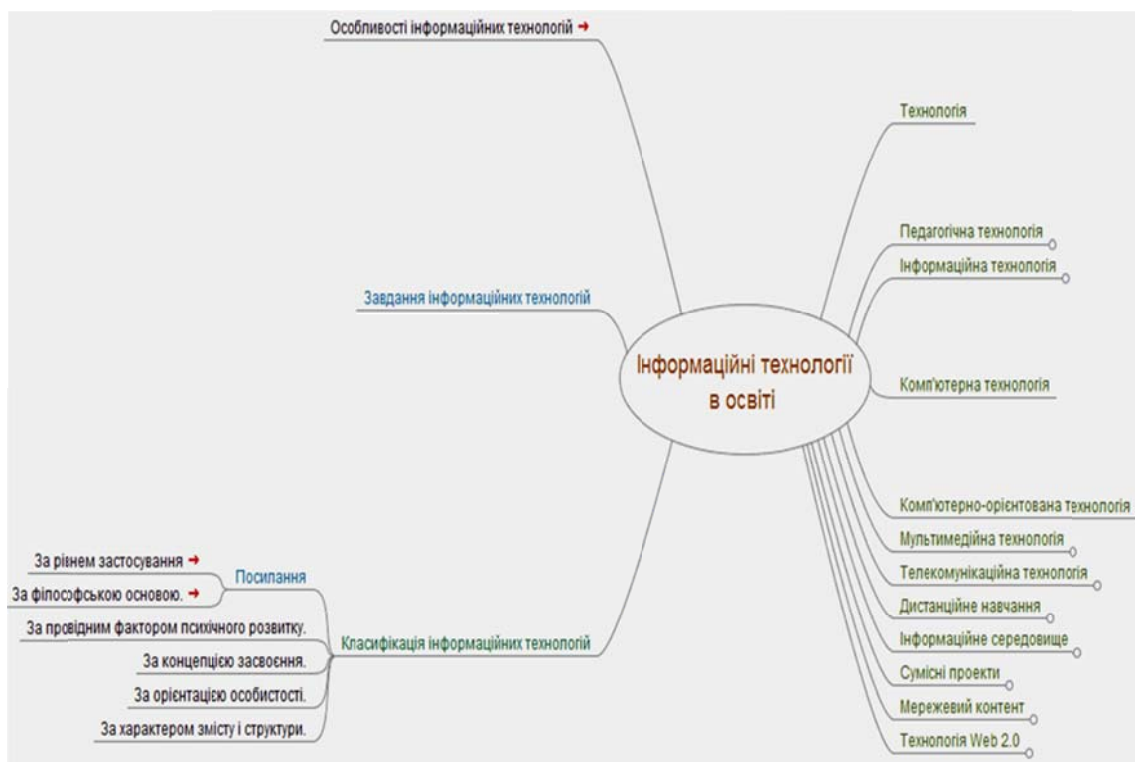 Особливості інформаційних технологій
Завдання інформаційних технологій
Інформаційні технології
в освіті
Технологія
Педагогічна технологія
Інформаційна технологія
Комп'ютерна технологія
Комп'ютерно-орієнтована технологія
Мультимедійна технологія
Телекомунікаційна технологія
Дистанційне навчання
Інформаційне середовище
Сумісні проекти
Мережевий контент
Технологія Web 2.0
Класифікація інформаційних технологій
Посилання
За рівнем застосування
За філософською основою.
За провідним фактором психічного розвитку.
За концепцією засвоєння.
За орієнтацією особистості.
За характером змісту і структури.